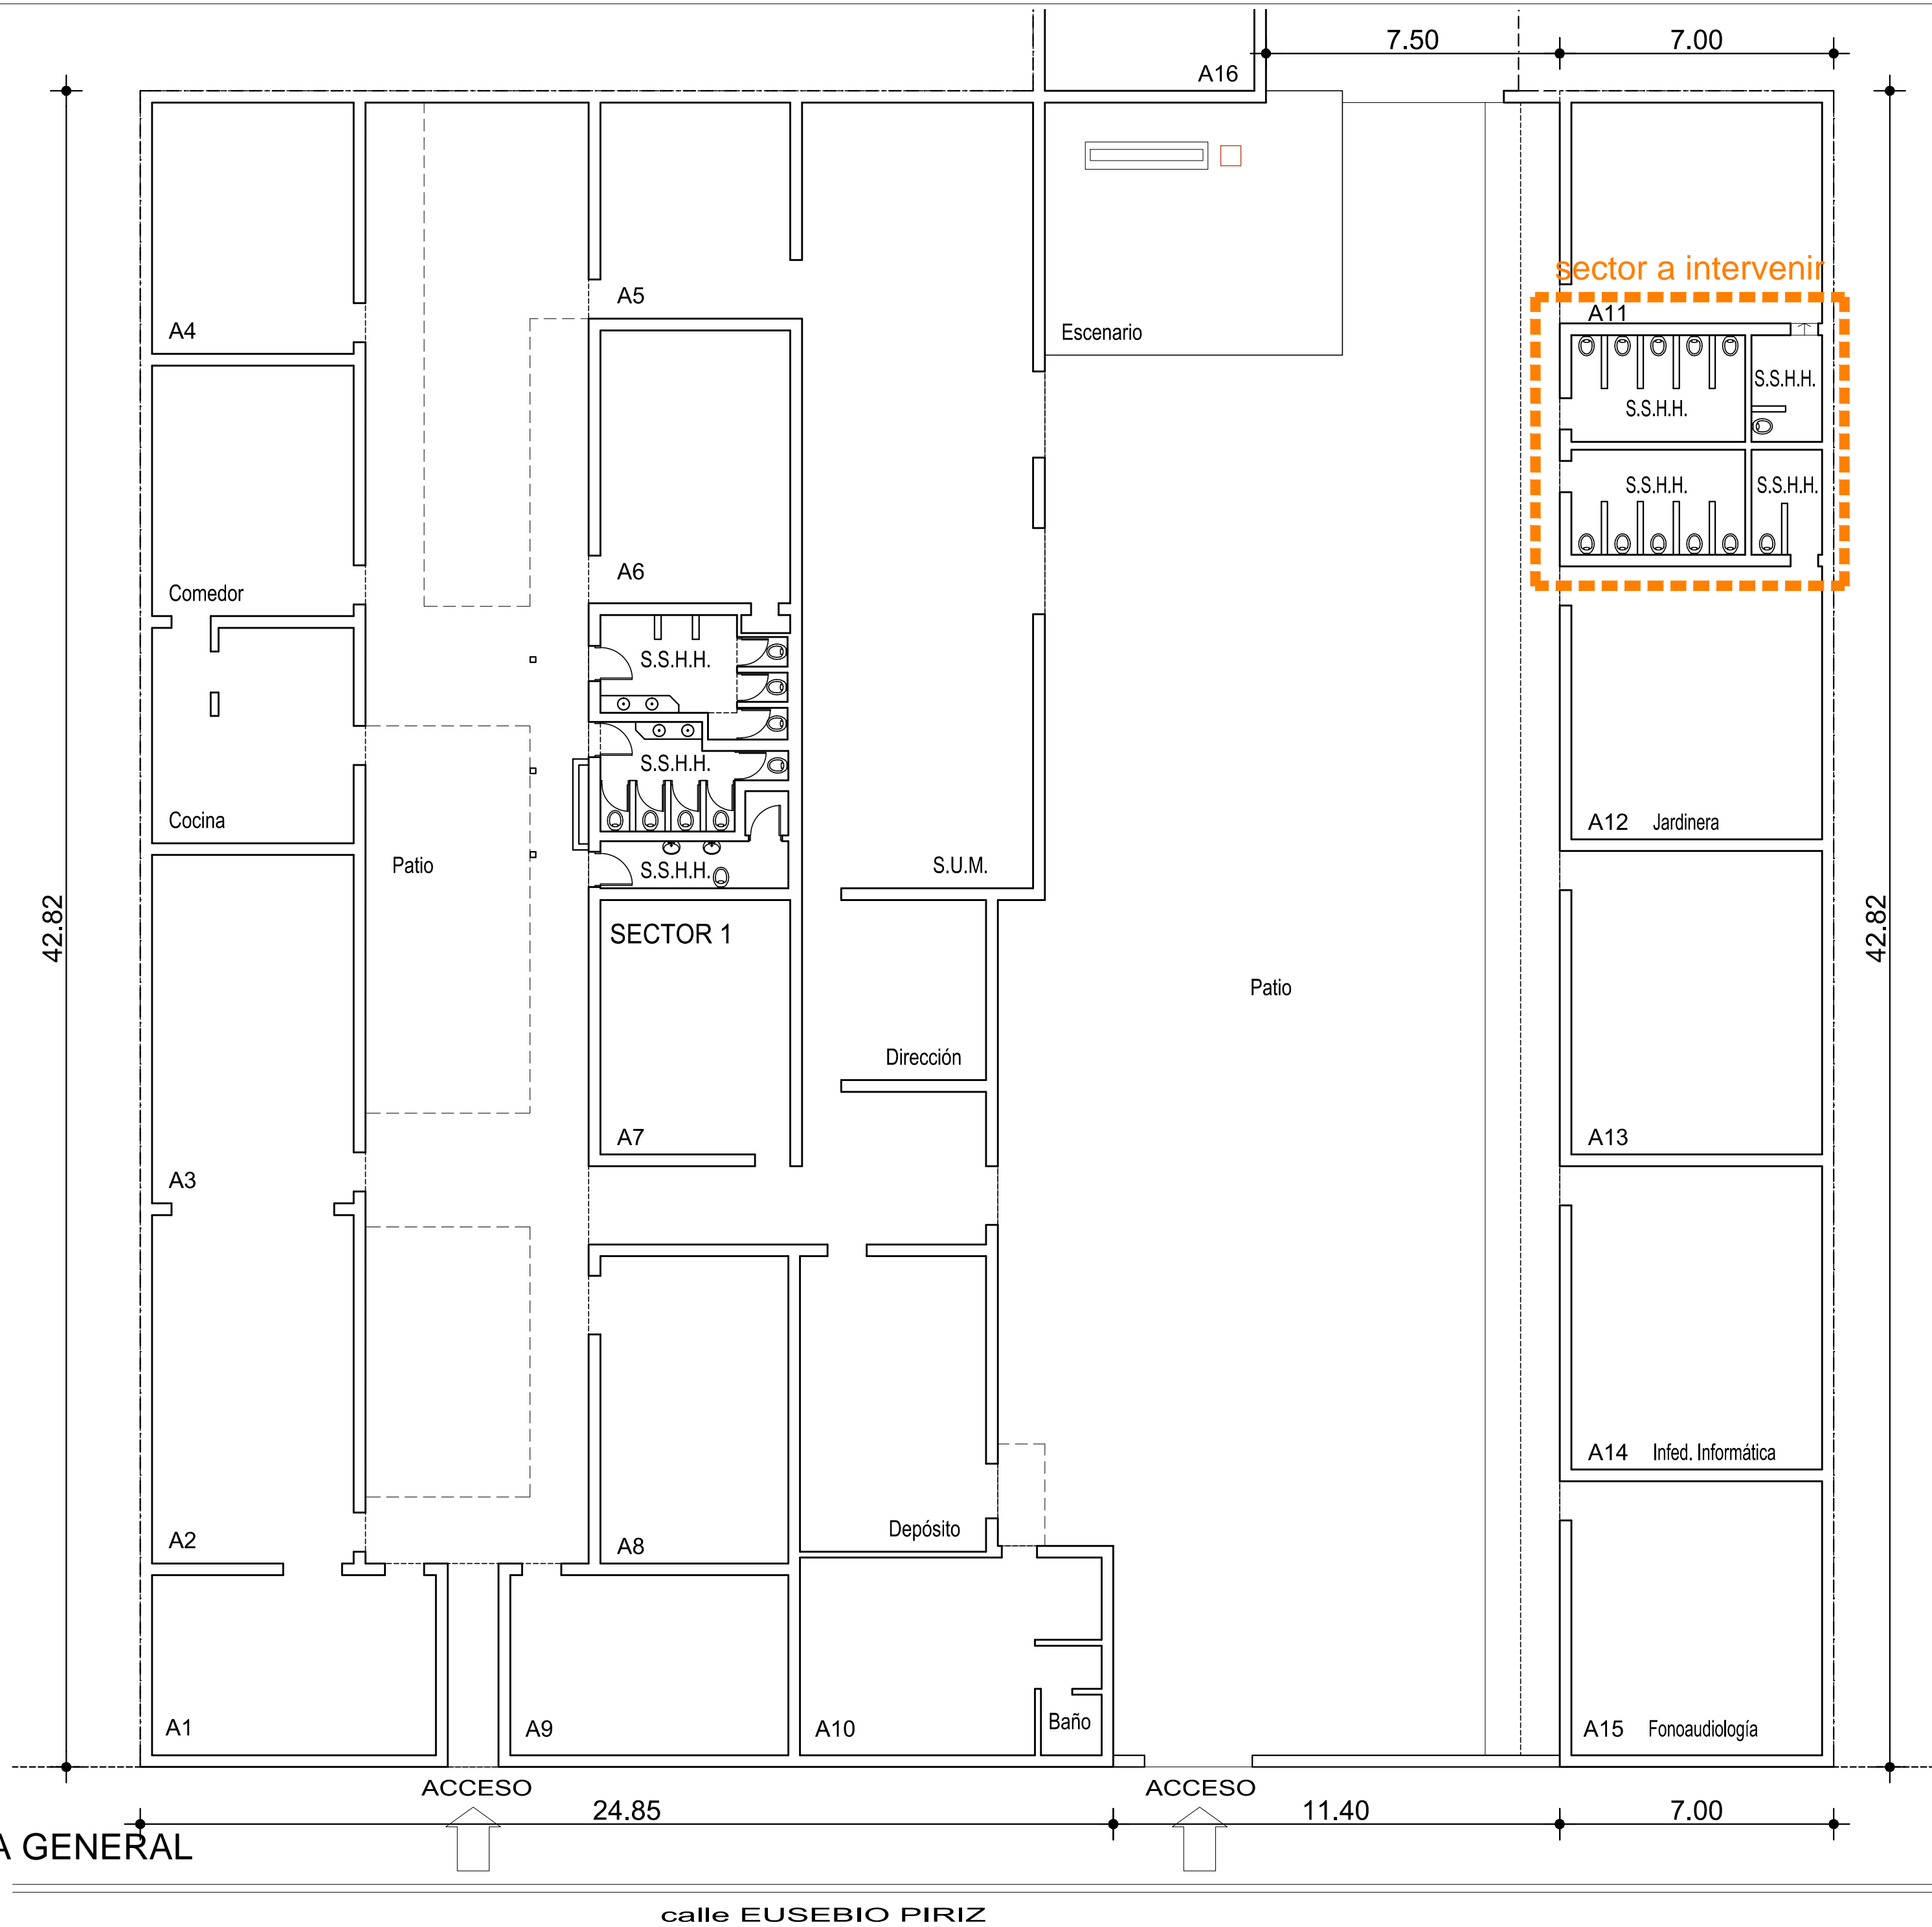 7.50
7.00
A16
sector a intervenir
A5
A11
A4
Escenario
S.S.H.H.
S.S.H.H.
S.S.H.H.
S.S.H.H.
A6
Comedor
S.S.H.H.
S.S.H.H.
Cocina
A12 Jardinera
Patio
S.S.H.H.
S.U.M.
42.82
SECTOR 1
42.82
Patio
Dirección
A7
A13
A3
A14 Infed. Informática
A2
A8
Depósito
A1
A9
A10
Baño
A15 Fonoaudiología
ACCESO
ACCESO
24.85
11.40
7.00
A GENERAL
calle EUSEBIO PIRIZ